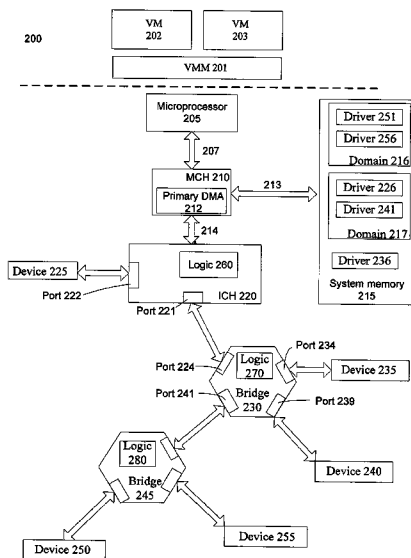 200
VM
202
VM
203
VMM 201
Microprocessor
205
207
MCH 210
Primary DMA
212
213
214
Driver 251
Driver 256
Domain 216
Driver 226
Driver 241
Domain 217
Driver 236
System memory
215
Device 225
Port 222
Logic 260
Port 221
ICH 220
Port 224
Logic
270
Port 234
Bridge
230
Device 235
Port 241
Port 239
Logic
280
Bridge
245
Device 240
Device 250
Device 255